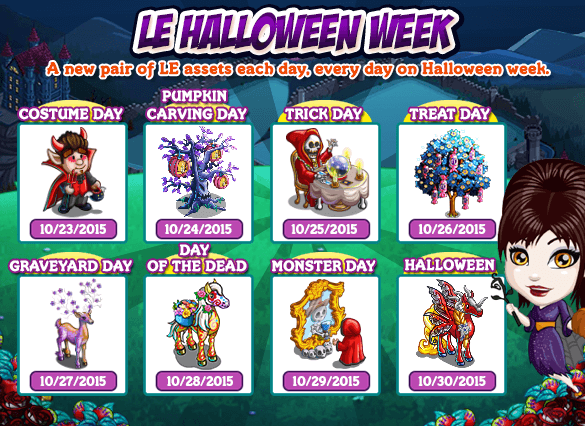 LE HALLOWEEN WEEK
A new pair of LE assets each day, every day on Halloween week.
COSTUME DAY
PUMPKIN
CARVING DAY
TRICK DAY
TREAT DAY
10/23/2015
10/24/2015
10/25/2015
10/26/2015
GRAVEYARD DAY
DAY
OF THE DEAD
MONSTER DAY
HALLOWEEN
10/27/2015
10/28/2015
10/29/2015
10/30/2015